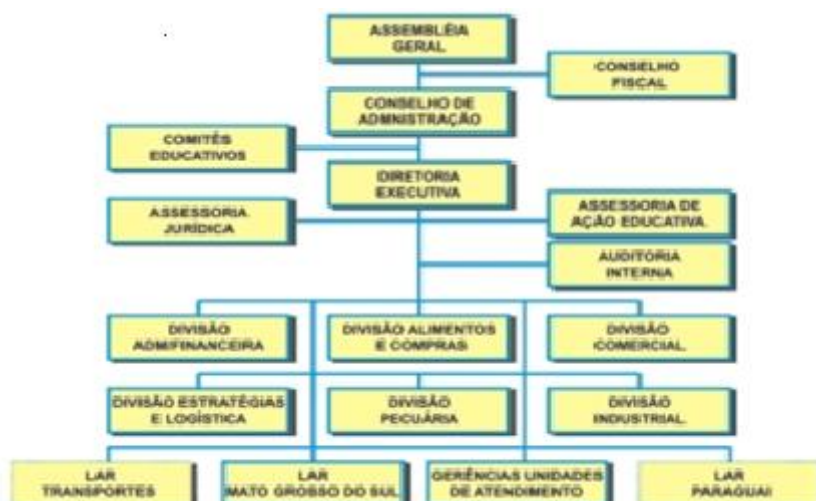 ASSEMBLÉIA
GERAL
CONSELHO
FISCAL
CONSELHO DE
ADMNISTRAÇÃO
COMITÊS
EDUCATIVOS
DIRETORIA
EXECUTIVA
ASSESSORIA
JURÍDICA
ASSESSORIA DE
AÇÃO EDUCATIVA
AUDITORIA
INTERNA
DIVISÃO
ADM/FINANCEIRA
DIVISÃO ALIMENTOS
E COMPRAS
DIVISÃO
COMERCIAL
DIVISÃO ESTRATÉGIAS
E LOGÍSTICA
DIVISÃO
PECUÁRIA
DIVISÃO
INDUSTRIAL
LAR
TRANSPORTES
LAR
MATO GROSSO DO SUL
GERÊNCIAS UNIDADES
DE ATENDIMENTO
LAR
PARAGUAI